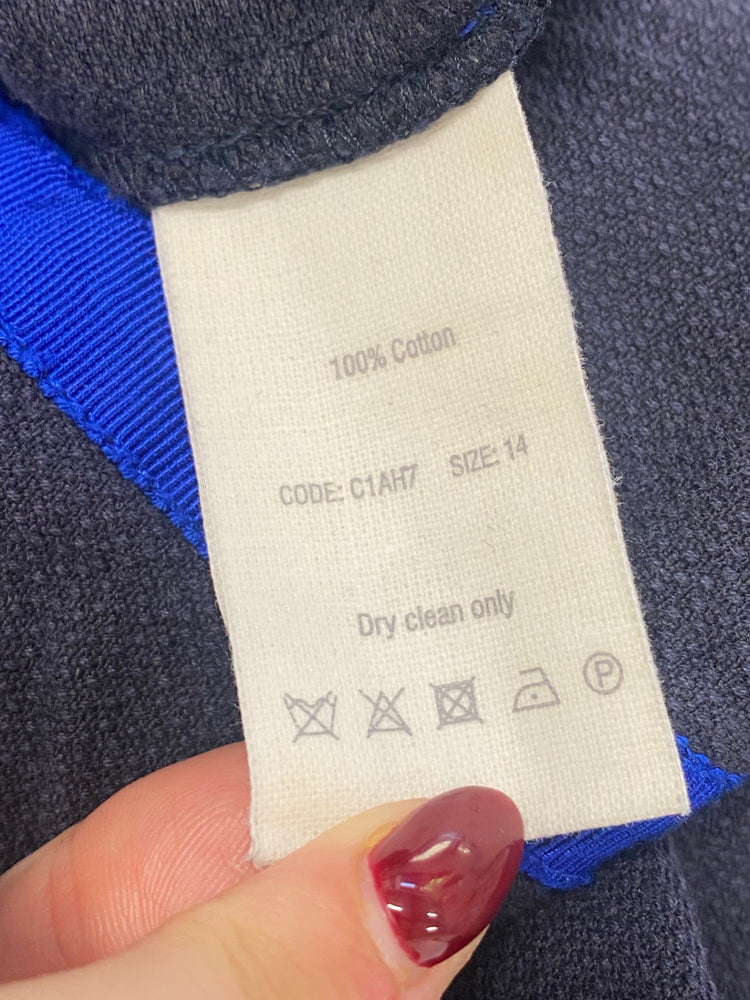 100% Cotton
CODE: C1AH7 SIZE: 14
Dry clean only
P